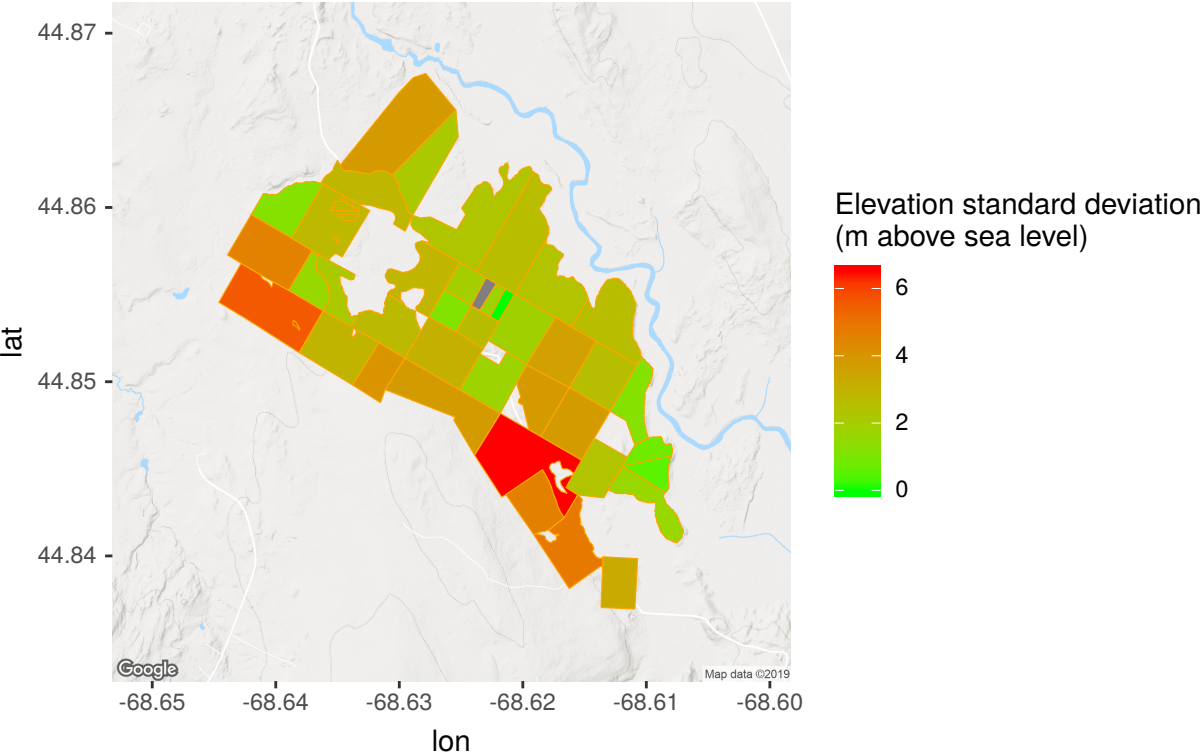 44.87
44.86
44.85
44.84
lat
-68.65 -68.64 -68.63 -68.62 -68.61 -68.60
lon
Google
Map data ©2019
Elevation standard deviation
(m above sea level)
6
4
2
0